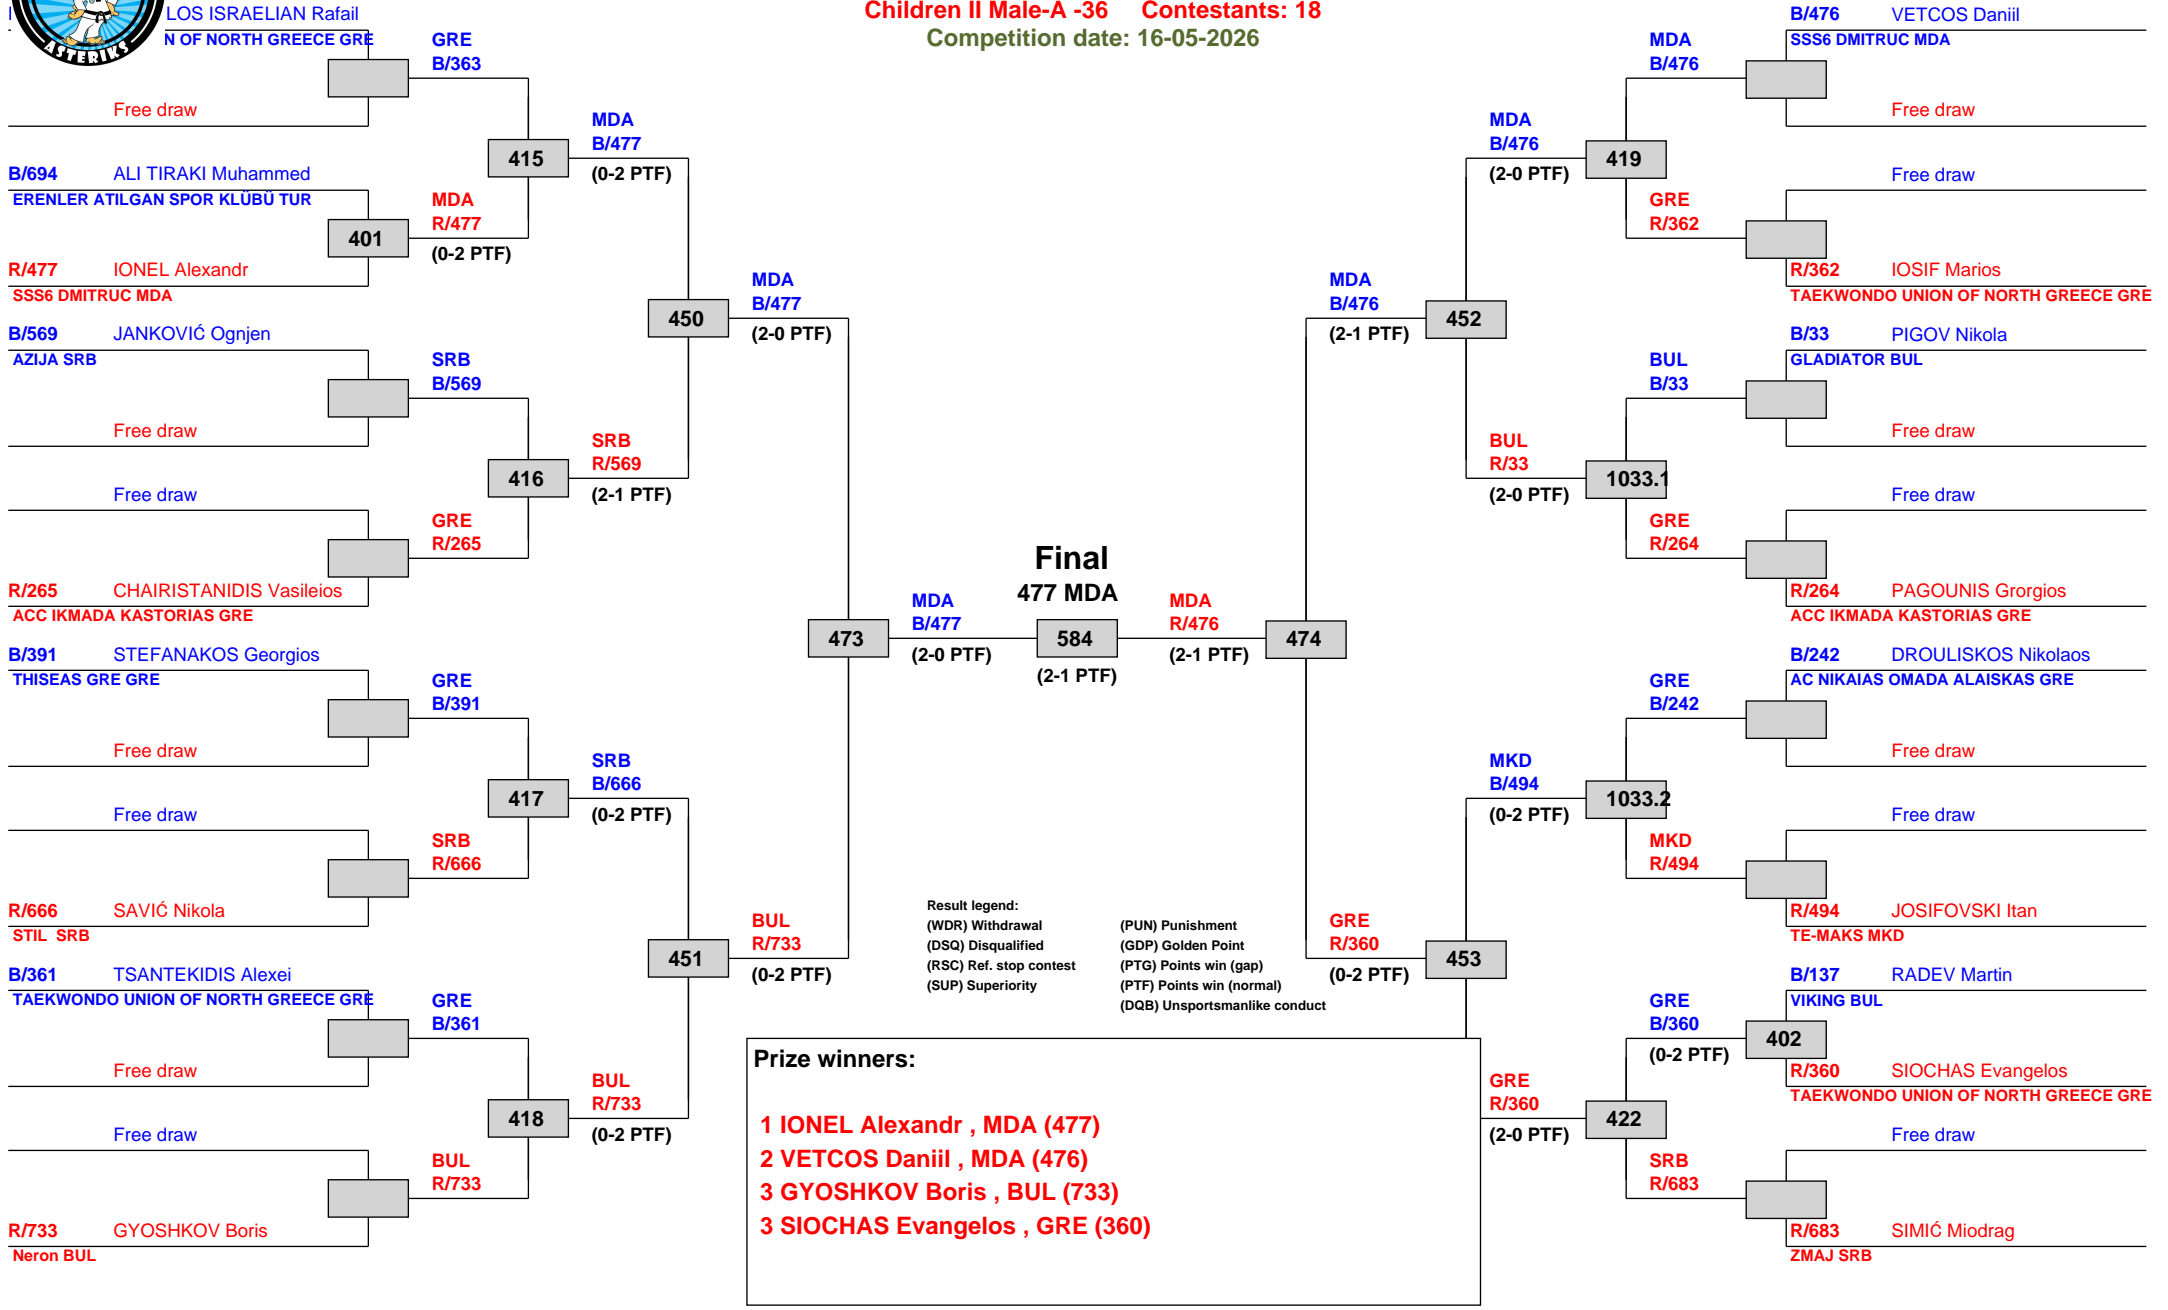 Children II Male-A -36 Contestants: 18
Competition date: 16-05-2026
ASTERIKS
LOS ISRAELIAN Rafail
N OF NORTH GREECE GRE
Free draw
B/694 ALI TIRAKI Muhammed
ERENLER ATILGAN SPOR KLÜBÜ TUR
R/477 IONEL Alexandr
SSS6 DMITRUC MDA
B/569 JANKOVIĆ Ognjen
AZIJA SRB
Free draw
Free draw
R/265 CHAIRISTANIDIS Vasileios
ACC IKMADA KASTORIAS GRE
B/391 STEFANAKOS Georgios
THISEAS GRE GRE
Free draw
Free draw
R/666 SAVIĆ Nikola
STIL SRB
B/361 TSANTEKIDIS Alexei
TAEKWONDO UNION OF NORTH GREECE GRE
Free draw
Free draw
R/733 GYOSHKOV Boris
Neron BUL
401
GRE
B/363
MDA
R/477
(0-2 PTF)
SRB
B/569
GRE
R/265
GRE
B/391
SRB
R/666
GRE
B/361
BUL
R/733
415
416
417
418
MDA
B/477
(0-2 PTF)
SRB
R/569
(2-1 PTF)
SRB
B/666
(0-2 PTF)
BUL
R/733
(0-2 PTF)
450
451
MDA
B/477
(2-0 PTF)
BUL
R/733
(0-2 PTF)
473
MDA
B/477
(2-0 PTF)
Final
477 MDA
584
(2-1 PTF)
MDA
R/476
(2-1 PTF)
474
MDA
B/476
(2-1 PTF)
GRE
R/360
(0-2 PTF)
452
453
MDA
B/476
(2-0 PTF)
BUL
R/33
(2-0 PTF)
MKD
B/494
(0-2 PTF)
GRE
R/360
(2-0 PTF)
419
1033.1
1033.2
422
MDA
B/476
GRE
R/362
BUL
B/33
GRE
R/264
GRE
B/242
MKD
R/494
GRE
B/360
(0-2 PTF)
SRB
R/683
402
B/476 VETCOS Daniil
SSS6 DMITRUC MDA
Free draw
Free draw
R/362 IOSIF Marios
TAEKWONDO UNION OF NORTH GREECE GRE
B/33 PIGOV Nikola
GLADIATOR BUL
Free draw
Free draw
R/264 PAGOUNIS Grorgios
ACC IKMADA KASTORIAS GRE
B/242 DROULISKOS Nikolaos
AC NIKAIAS OMADA ALAISKAS GRE
Free draw
Free draw
R/494 JOSIFOVSKI Itan
TE-MAKS MKD
B/137 RADEV Martin
VIKING BUL
R/360 SIOCHAS Evangelos
TAEKWONDO UNION OF NORTH GREECE GRE
Free draw
R/683 SIMIĆ Miodrag
ZMAJ SRB
Result legend:
(WDR) Withdrawal (PUN) Punishment
(DSQ) Disqualified (GDP) Golden Point
(RSC) Ref. stop contest (PTG) Points win (gap)
(SUP) Superiority (PTF) Points win (normal)
(DQB) Unsportsmanlike conduct
Prize winners:
1 IONEL Alexandr , MDA (477)
2 VETCOS Daniil , MDA (476)
3 GYOSHKOV Boris , BUL (733)
3 SIOCHAS Evangelos , GRE (360)